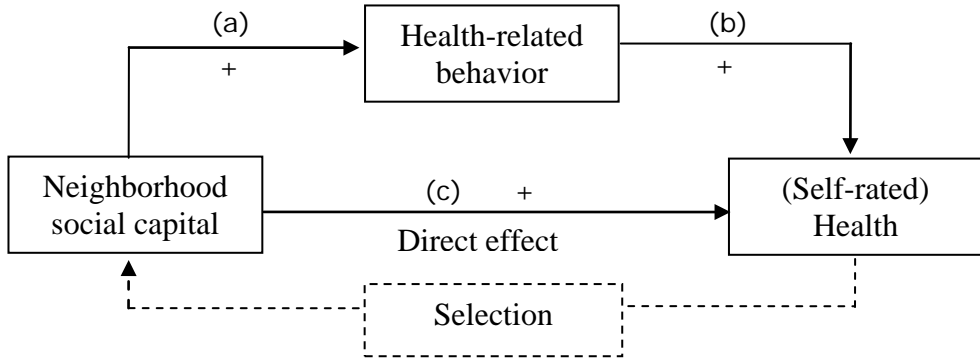 (a)
+
Health-related
behavior
(b)
+
Neighborhood
social capital
(c) +
Direct effect
(Self-rated)
Health
Selection